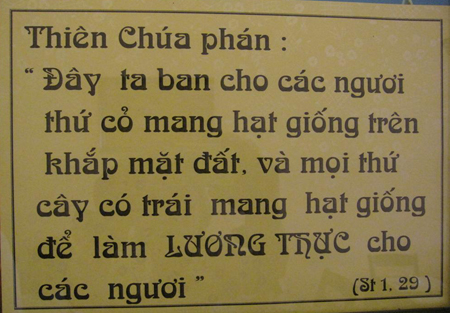 Thiên Chúa phán :
“ Đây ta ban cho các ngươi
thứ cỏ mang hạt giống trên
khắp mặt đất, và mọi thứ
cây có trái mang hạt giống
để làm LƯƠNG THỰC cho
các ngươi ”
(St 1, 29 )